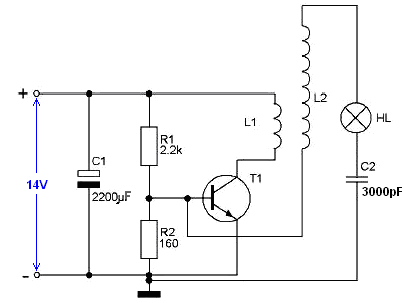 +
14V
-
C1
2200µF
R1
2.2k
R2
160
L1
T1
L2
HL
C2
3000pF